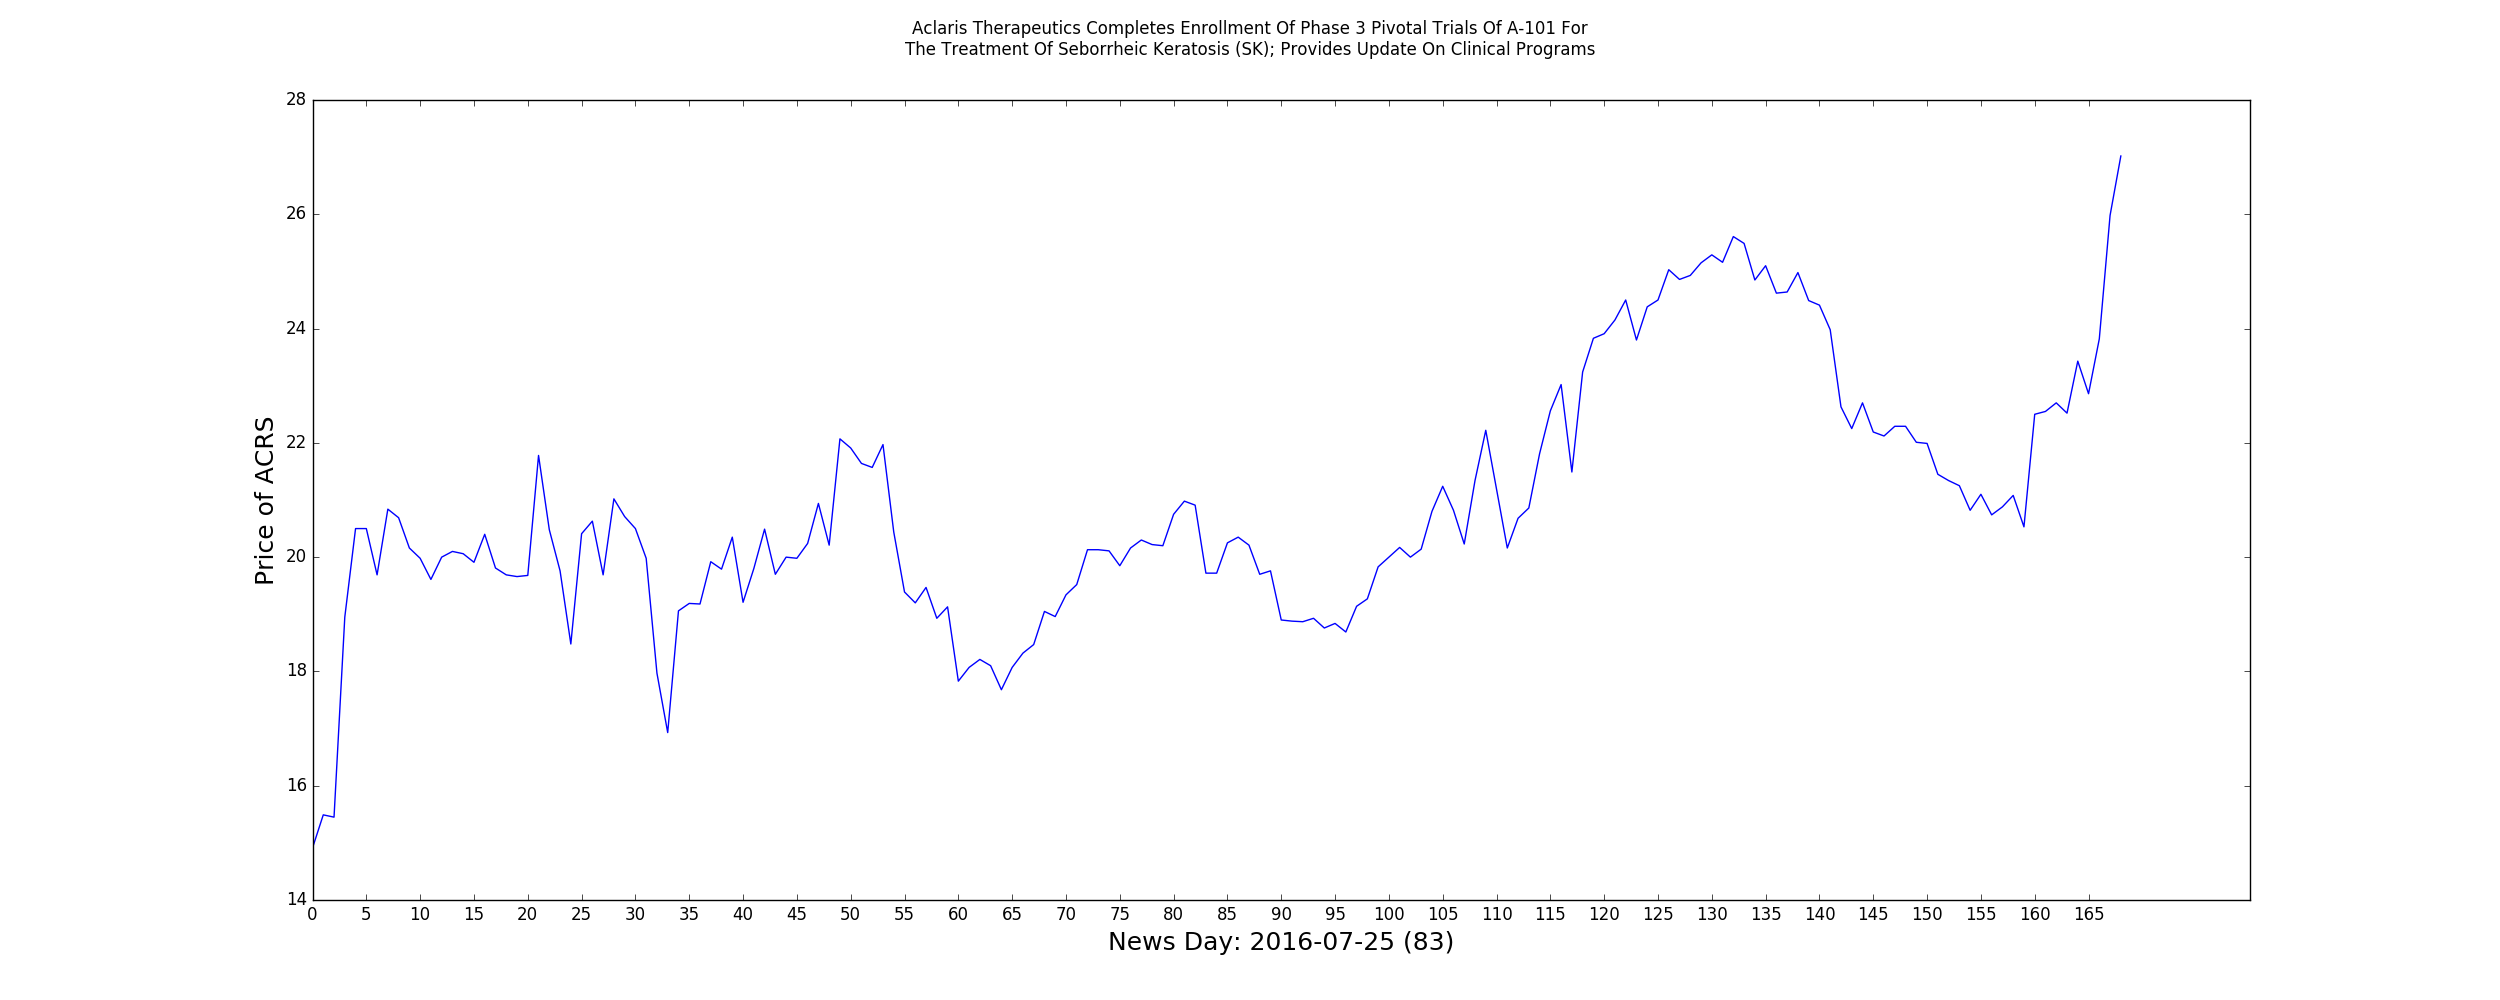 Aclaris Therapeutics Completes Enrollment Of Phase 3 Pivotal Trials Of A-101 For
The Treatment Of Seborrheic Keratosis (SK); Provides Update On Clinical Programs
28
26
24
22
20
18
16
14
Price of ACRS
0 5 10 15 20 25 30 35 40 45 50 55 60 65 70 75 80 85 90 95 100 105 110 115 120 125 130 135 140 145 150 155 160 165
News Day: 2016-07-25 (83)